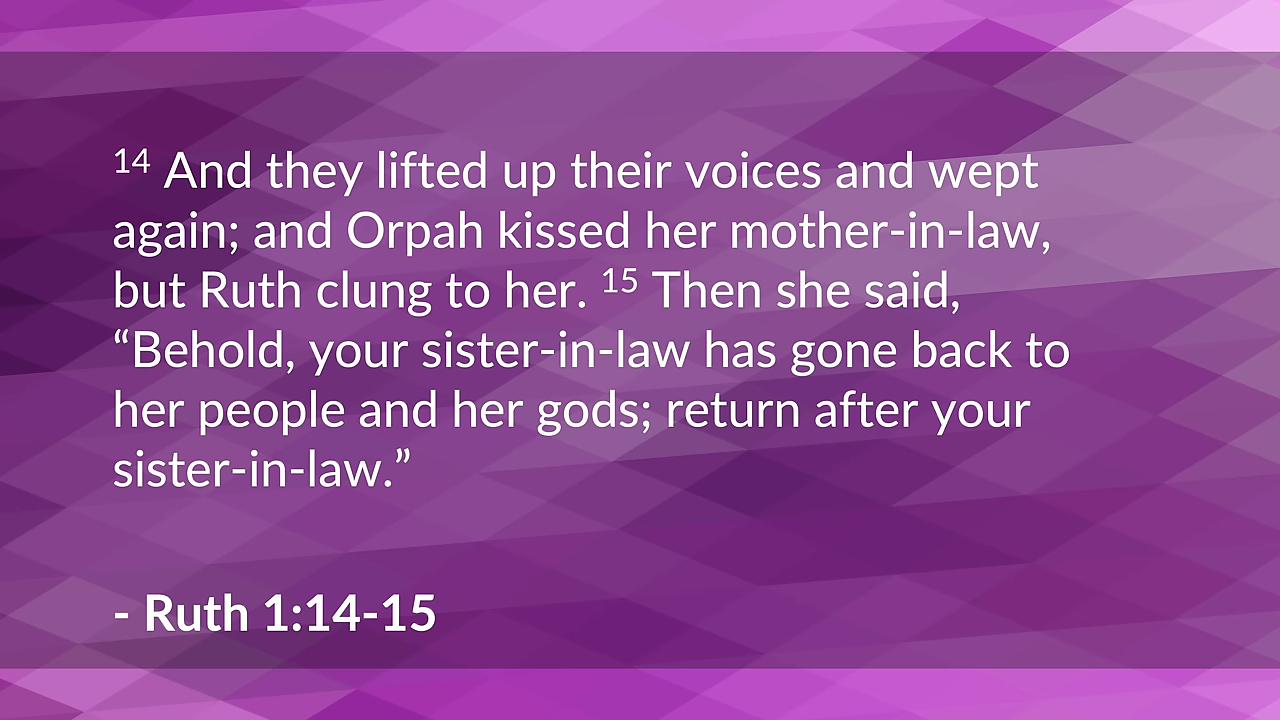 14 And they lifted up their voices and wept
again; and Orpah kissed her mother-in-law,
but Ruth clung to her. 15 Then she said,
“Behold, your sister-in-law has gone back to
her people and her gods; return after your
sister-in-law.”
- Ruth 1:14-15